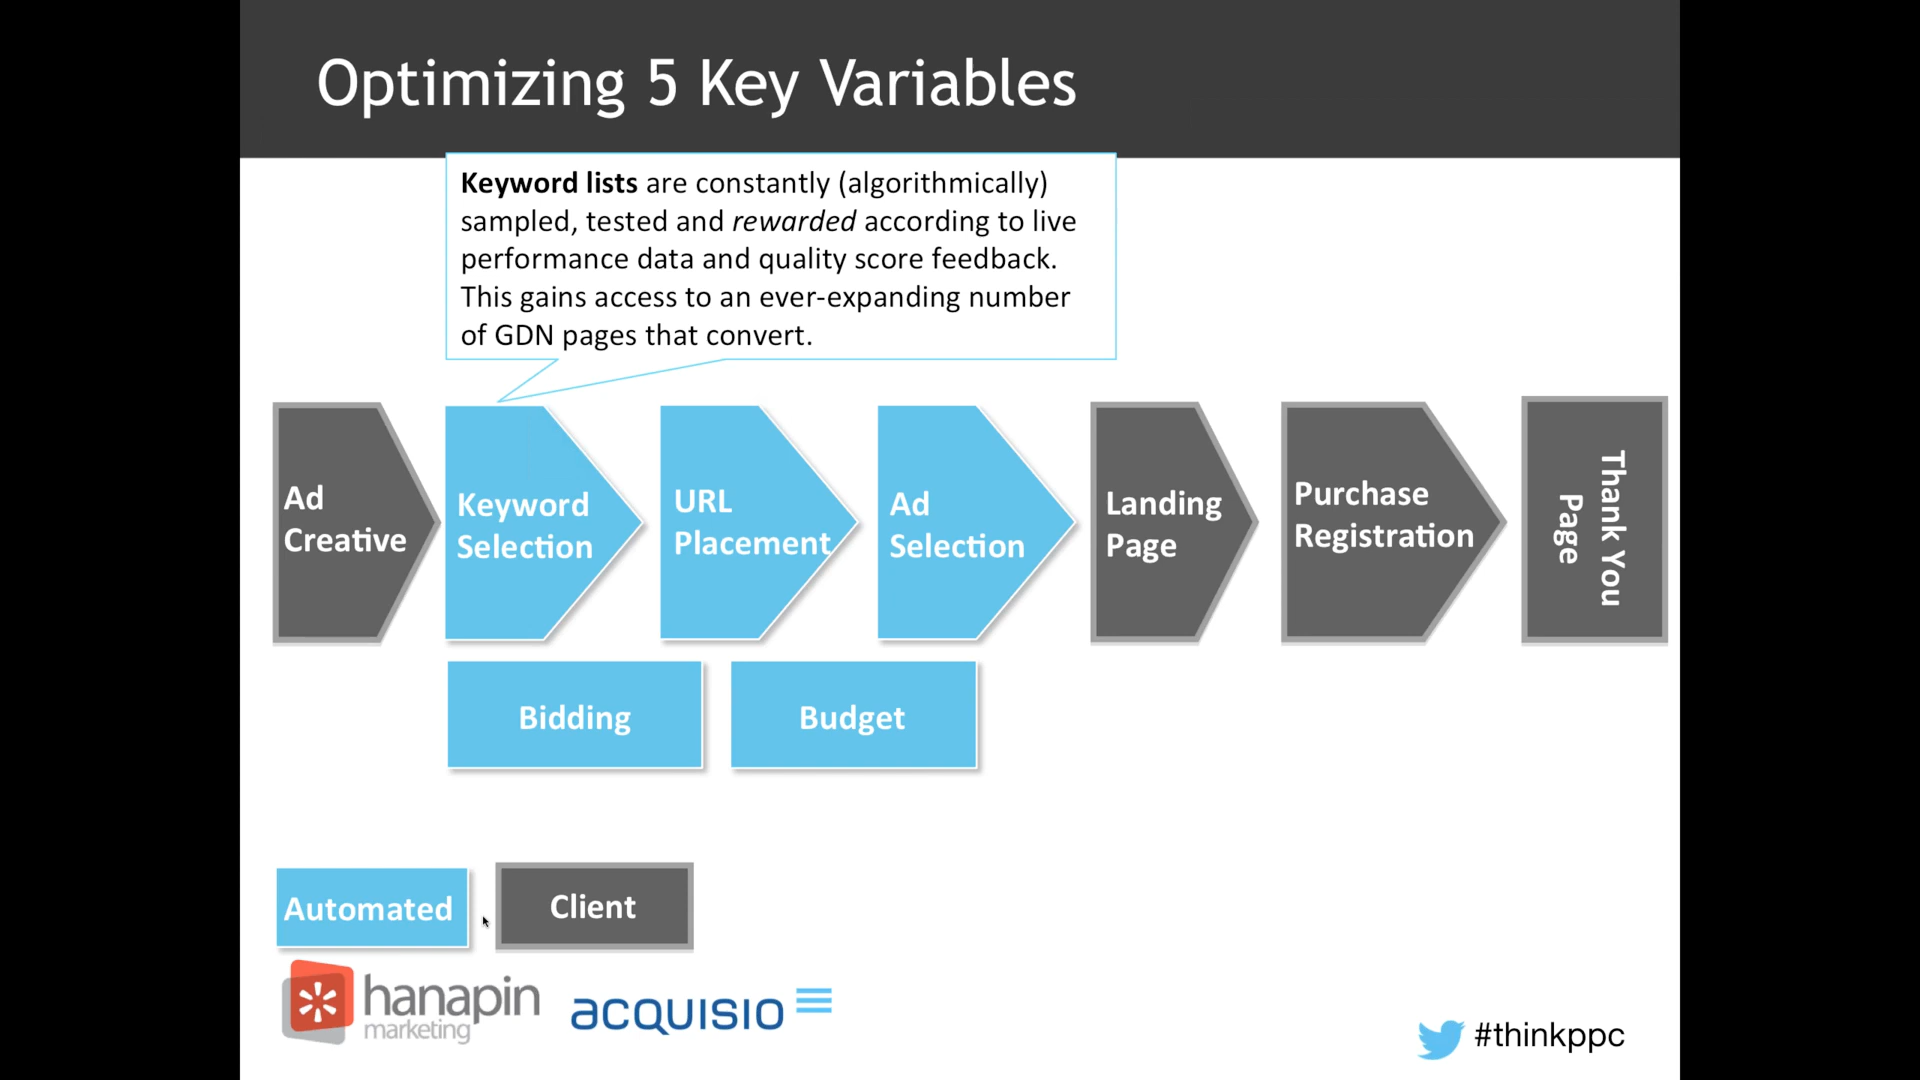 Optimizing 5 Key Variables
Keyword lists are constantly (algorithmically)
sampled, tested and rewarded according to live
performance data and quality score feedback.
This gains access to an ever-expanding number
of GDN pages that convert.
Ad
Creative
Keyword
Selection
URL
Placement
Ad
Selection
Landing
Page
Purchase
Registration
Thank You
Page
Bidding
Budget
Automated
Client
hanapin
marketing
acquisio
#thinkppc